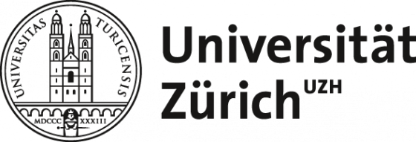 UNIVERSITAS TURICENSIS
MDCCC XXXIII
Universität
Zürich UZH